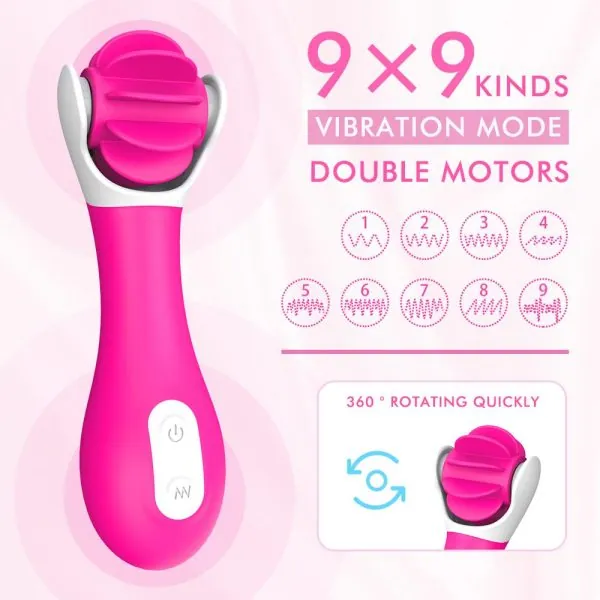 9×9 KINDS
VIBRATION MODE
DOUBLE MOTORS
1 2 3 4
5 6 7 8 9
360 ° ROTATING QUICKLY